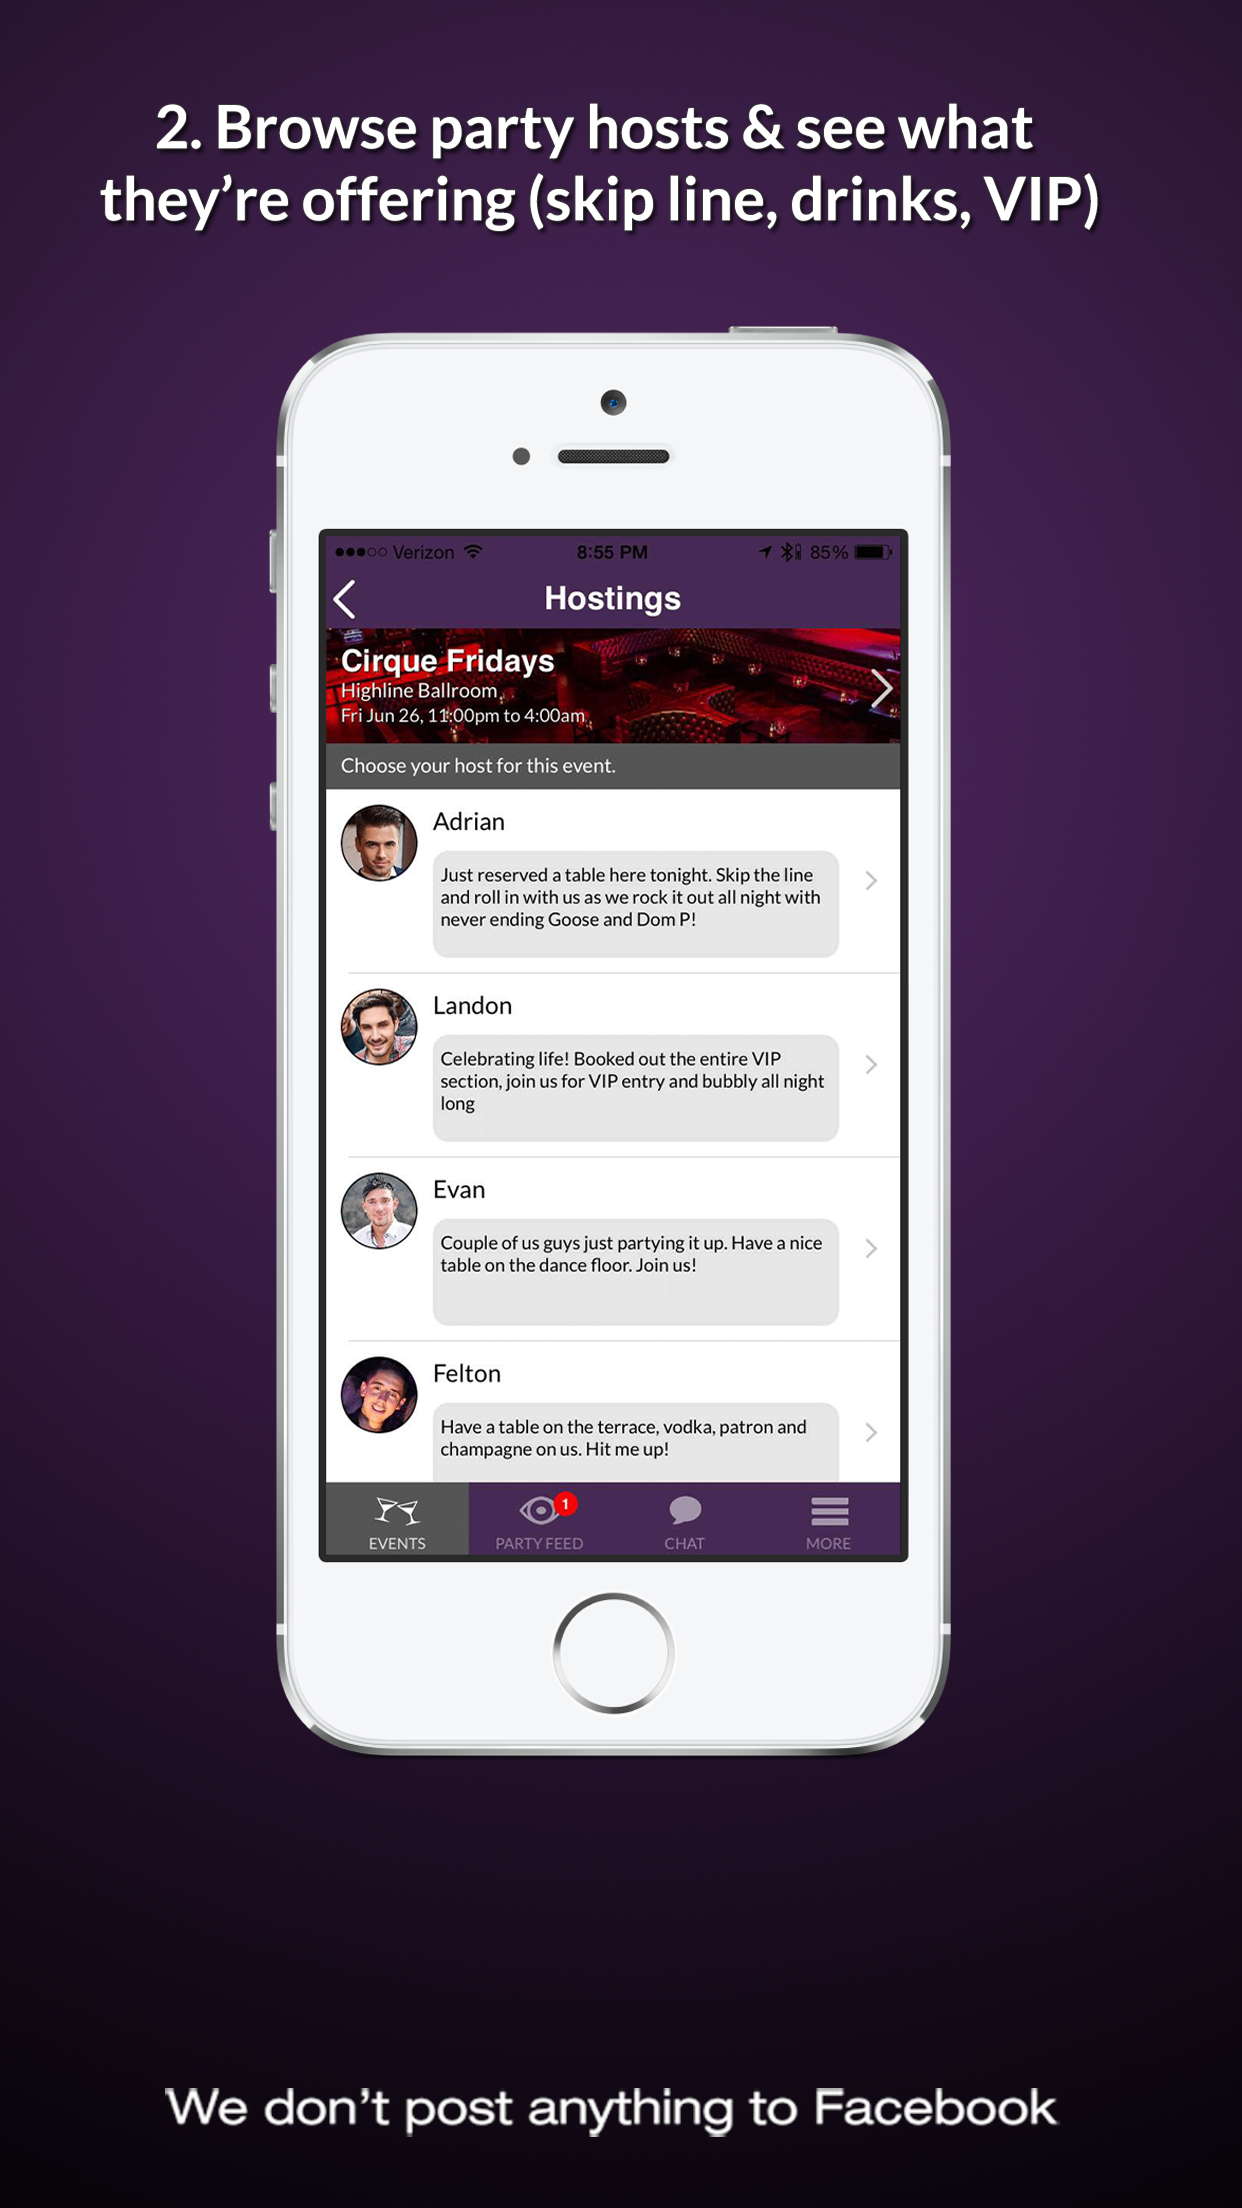 2. Browse party hosts & see what
they're offering (skip line, drinks, VIP)
Verizon 8:55 PM 85%
Hostings
Cirque Fridays
Highline Ballroom
Fri Jun 26, 11:00pm to 4:00am
Choose your host for this event.
Adrian
Just reserved a table here tonight. Skip the line
and roll in with us as we rock it out all night with
never ending Goose and Dom P!
Landon
Celebrating life! Booked out the entire VIP
section, join us for VIP entry and bubbly all night
long
Evan
Couple of us guys just partying it up. Have a nice
table on the dance floor. Join us!
Felton
Have a table on the terrace, vodka, patron and
champagne on us. Hit me up!
1
EVENTS PARTY FEED CHAT MORE
We don't post anything to Facebook